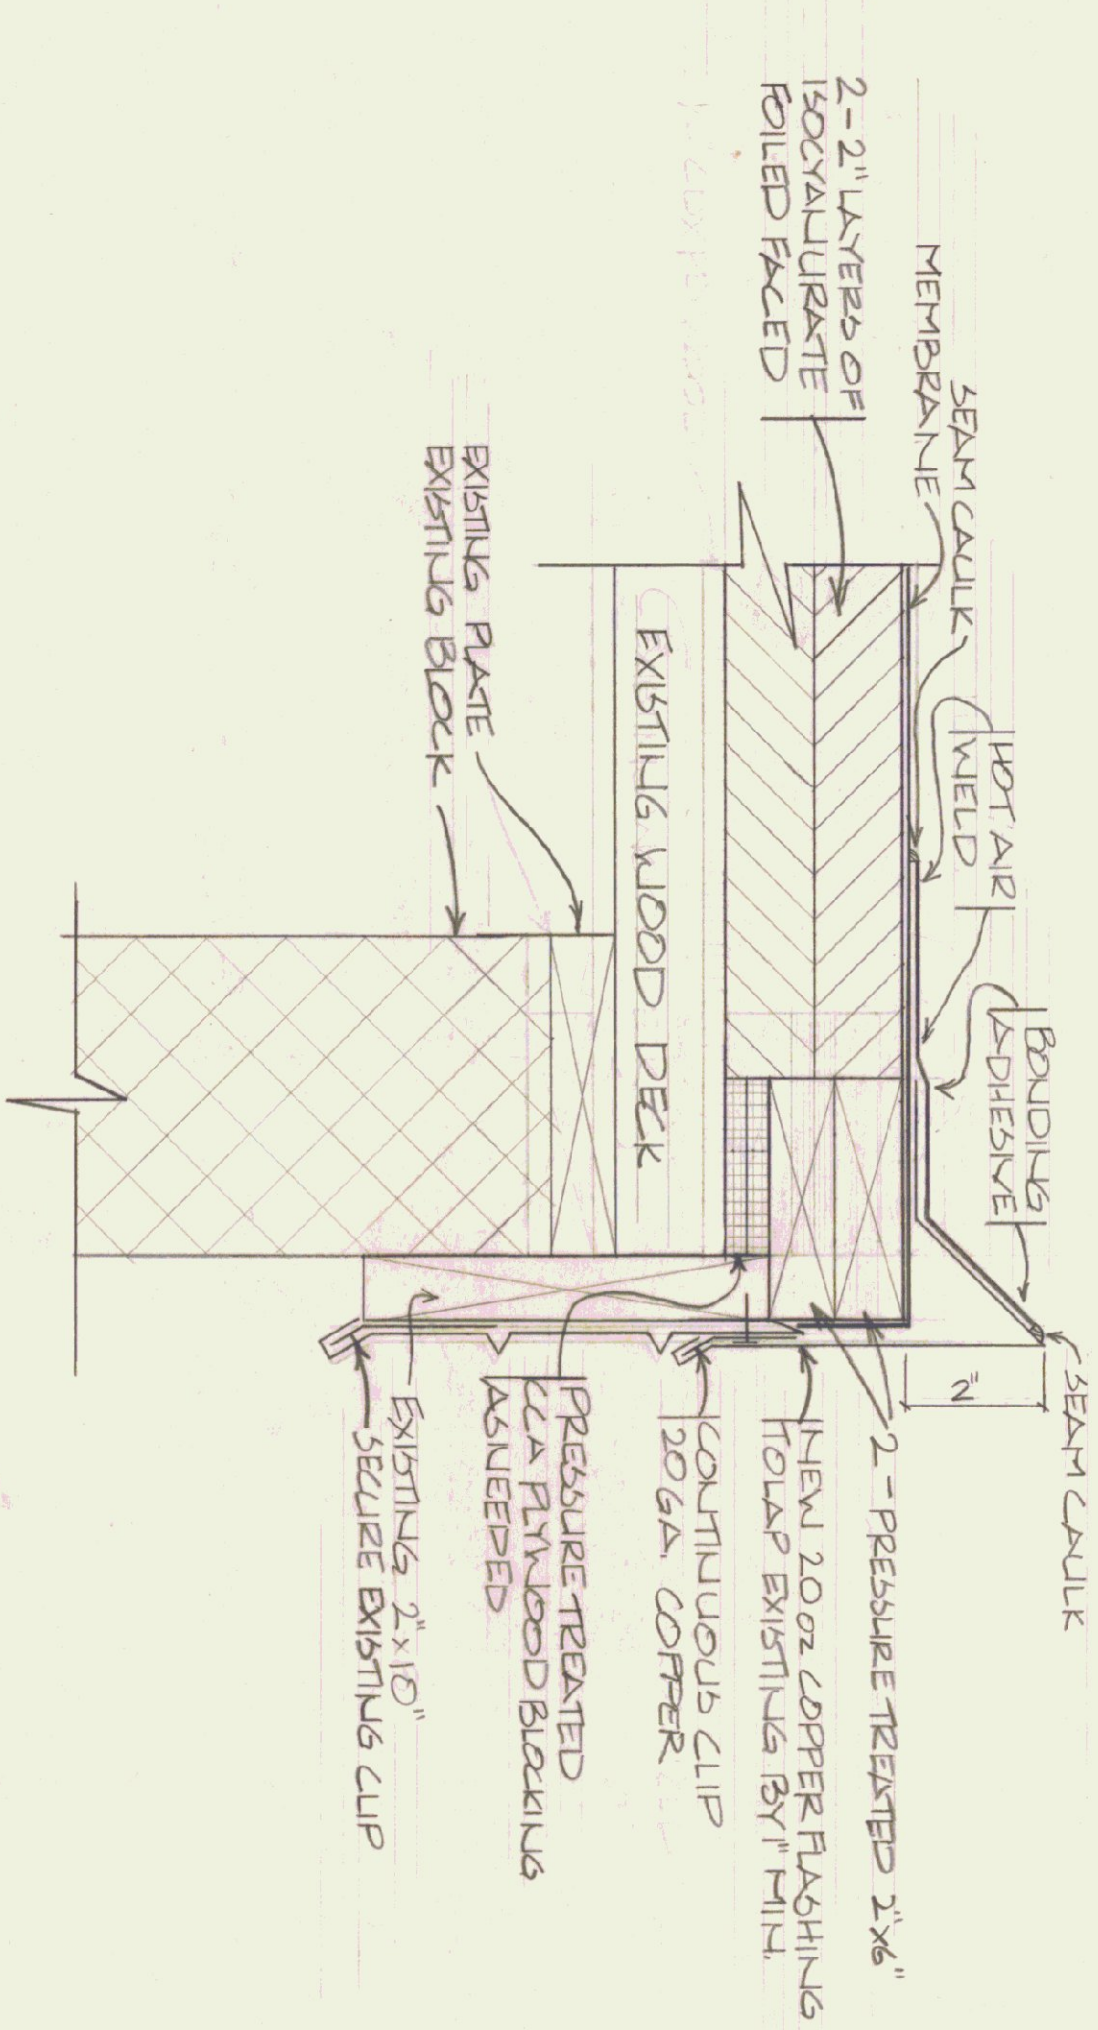 SEAM CAULK
BONDING
ADHESIVE
HOT AIR
WELD
SEAM CAULK
MEMBRANE
2-2" LAYERS OF
ISOCYANURATE
FOILED FACED
2"
2-PRESSURE TREATED 2"x6"
NEW 20 oz COPPER FLASHING
TO LAP EXISTING BY 1" MIN.
CONTINUOUS CLIP
20 GA. COPPER
EXISTING WOOD DECK
PRESSURE TREATED
CCA PLYWOOD BLOCKING
AS NEEDED
EXISTING PLATE
EXISTING BLOCK
EXISTING 2"x10"
SECURE EXISTING CLIP